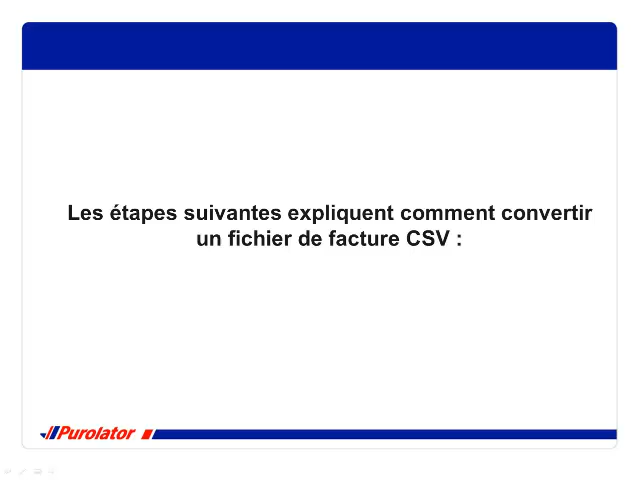 Les étapes suivantes expliquent comment convertir
un fichier de facture CSV :
Purolator